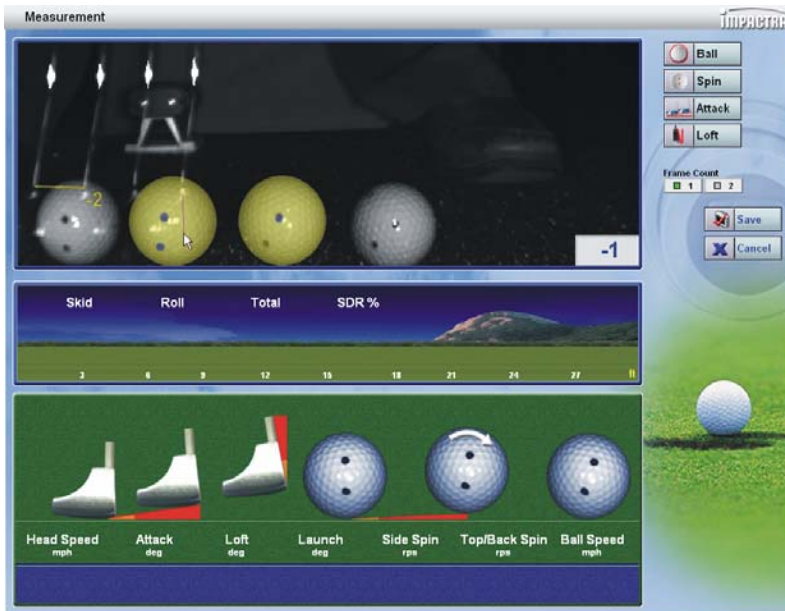 Measurement
Ball
Spin
Attack
Loft
Frame Count
1 2
Save
Cancel
-2
-1
Skid Roll Total SDR %
3 6 9 12 15 18 21 24 27 ft
Head Speed Attack Loft Launch Side Spin Top/Back Spin Ball Speed
mph deg deg deg rps rps mph